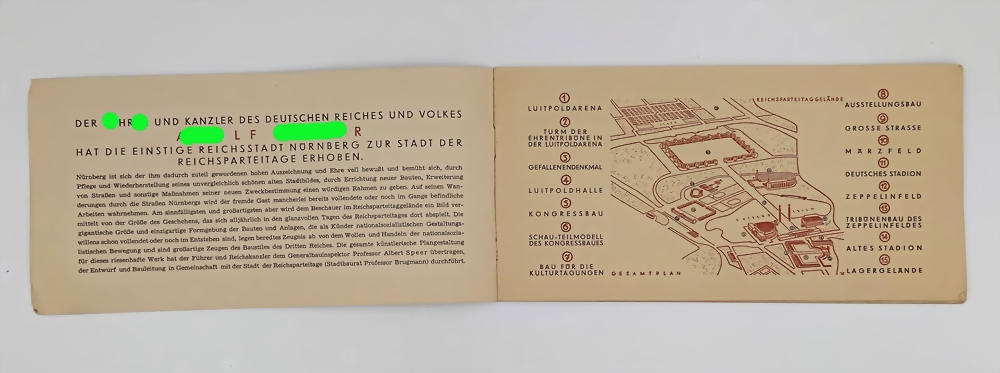 DER HR UND KANZLER DES DEUTSCHEN REICHES UND VOLKES
A L F R
HAT DIE EINSTIGE REICHSSTADT NÜRNBERG ZUR STADT DER
REICHSPARTEITAGE ERHOBEN.
Nürnberg ist sich der ihm dadurch zuteil gewordenen hohen Auszeichnung und Ehre voll bewußt und bemüht sich, durch
Pflege und Wiederherstellung seines unvergleichlich schönen alten Stadtbildes, durch Errichtung neuer Bauten, Erweiterung
von Straßen und sonstige Maßnahmen seiner neuen Zweckbestimmung einen würdigen Rahmen zu geben. Auf seinen Wan-
derungen durch die Straßen Nürnbergs wird der fremde Gast mancherlei bereits vollendete oder noch im Gange befindliche
Arbeiten wahrnehmen. Am sinnfälligsten und großartigsten aber wird dem Beschauer im Reichsparteitaggelände ein Bild ver-
mittelt von der Größe des Geschehens, das sich alljährlich in den glanzvollen Tagen des Reichsparteitages dort abspielt. Die
gigantische Größe und einzigartige Formgebung der Bauten und Anlagen, die als Künder nationalsozialistischen Gestaltungs-
willens schon vollendet oder noch im Entstehen sind, legen beredtes Zeugnis ab von dem Wollen und Handeln der nationalsozia-
listischen Bewegung und sind großartige Zeugen des Baustiles des Dritten Reiches. Die gesamte künstlerische Plangestaltung
für dieses riesenhafte Werk hat der Führer und Reichskanzler dem Generalbauinspektor Professor Albert Speer übertragen,
der Entwurf und Bauleitung in Gemeinschaft mit der Stadt der Reichsparteitage (Stadtbaurat Professor Brugmann) durchführt.
1
LUITPOLDARENA
2
TURM DER
EHRENTRIBÜNE IN
DER LUITPOLDARENA
3
GEFALLENENDENKMAL
4
LUITPOLDHALLE
5
KONGRESSBAU
6
SCHAU-TEILMODELL
DES KONGRESSBAUES
7
BAU FÜR DIE
KULTURTAGUNGEN
REICHSPARTEITAGGELÄNDE
GESAMTPLAN
8
AUSSTELLUNGSBAU
9
GROSSE STRASSE
10
MÄRZFELD
11
DEUTSCHES STADION
12
ZEPPELINFELD
13
TRIBÜNENBAU DES
ZEPPELINFELDES
14
ALTES STADION
15
LAGERGELÄNDE